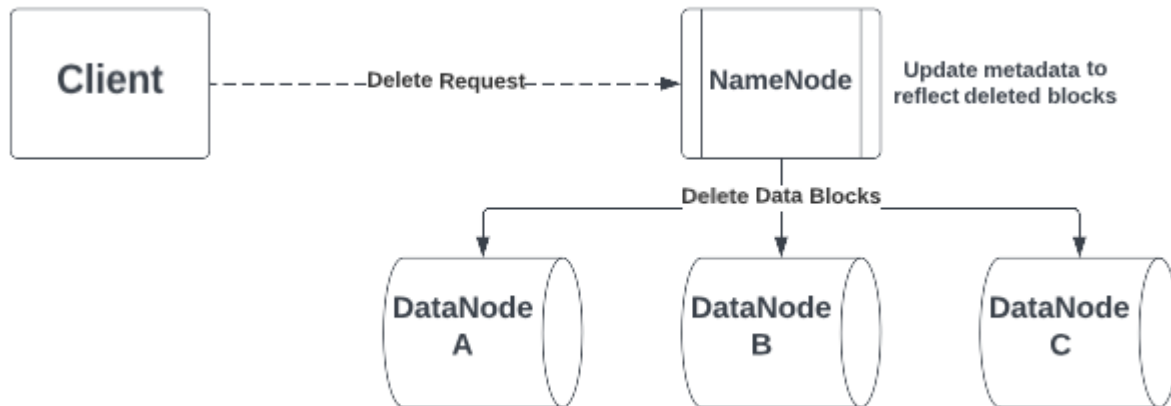 Client
Delete Request
NameNode
Update metadata to
reflect deleted blocks
Delete Data Blocks
DataNode
A
DataNode
B
DataNode
C